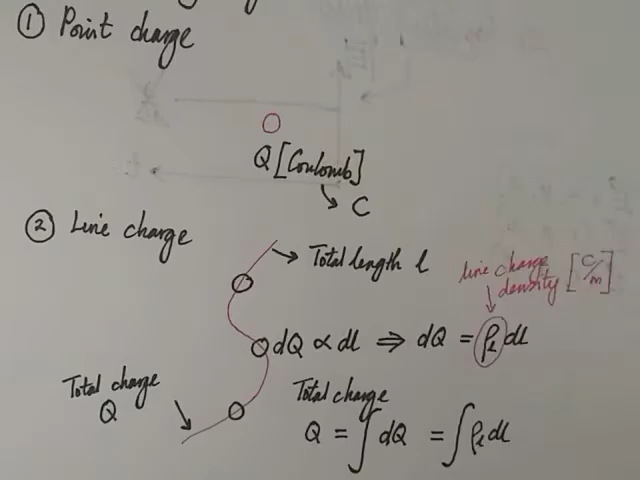 ① Point charge
Q [Coulomb]
→ C
② Line charge
→ Total length l
line charge density [C/m]
dQ ∝ dl ⇒ dQ = ρₗ dl
Total charge
Q
Total charge
Q = ∫ dQ = ∫ ρₗ dl